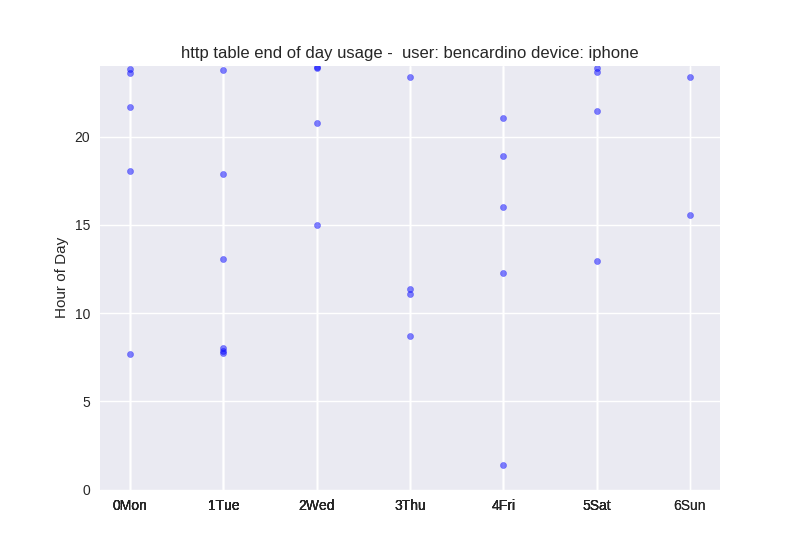 http table end of day usage -  user: bencardino device: iphone
20
15
10
5
0
Hour of Day
0Mon 1Tue 2Wed 3Thu 4Fri 5Sat 6Sun